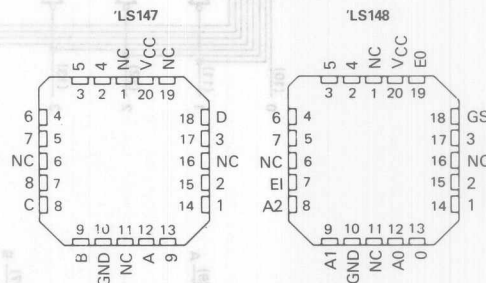 'LS147
5 4 NC VCC NC
3 2 1 20 19
6 4 18 D
7 5 17 3
NC 6 16 NC
8 7 15 2
C 8 14 1
9 10 11 12 13
B GND NC A 9
'LS148
5 4 NC VCC E0
3 2 1 20 19
6 4 18 GS
7 5 17 3
NC 6 16 NC
EI 7 15 2
A2 8 14 1
9 10 11 12 13
A1 GND NC A0 0